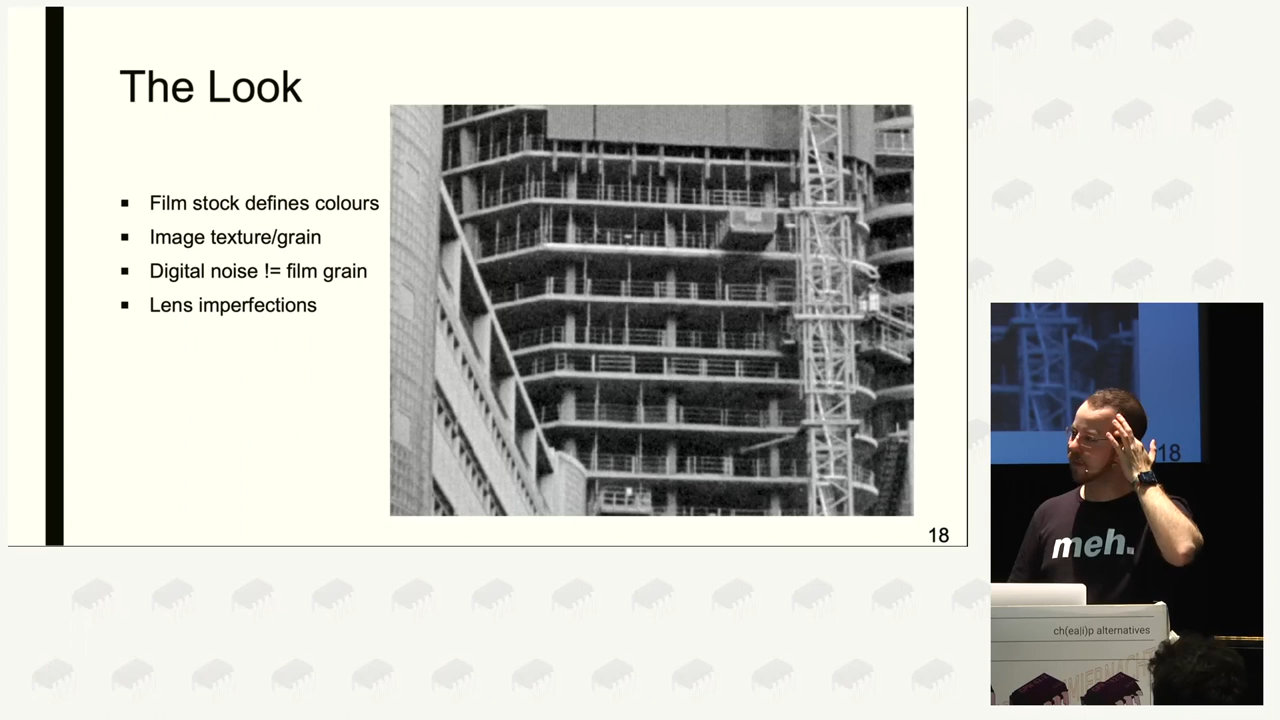 The Look
▪ Film stock defines colours
▪ Image texture/grain
▪ Digital noise != film grain
▪ Lens imperfections
18
18
meh.
ch(ea|i)p alternatives